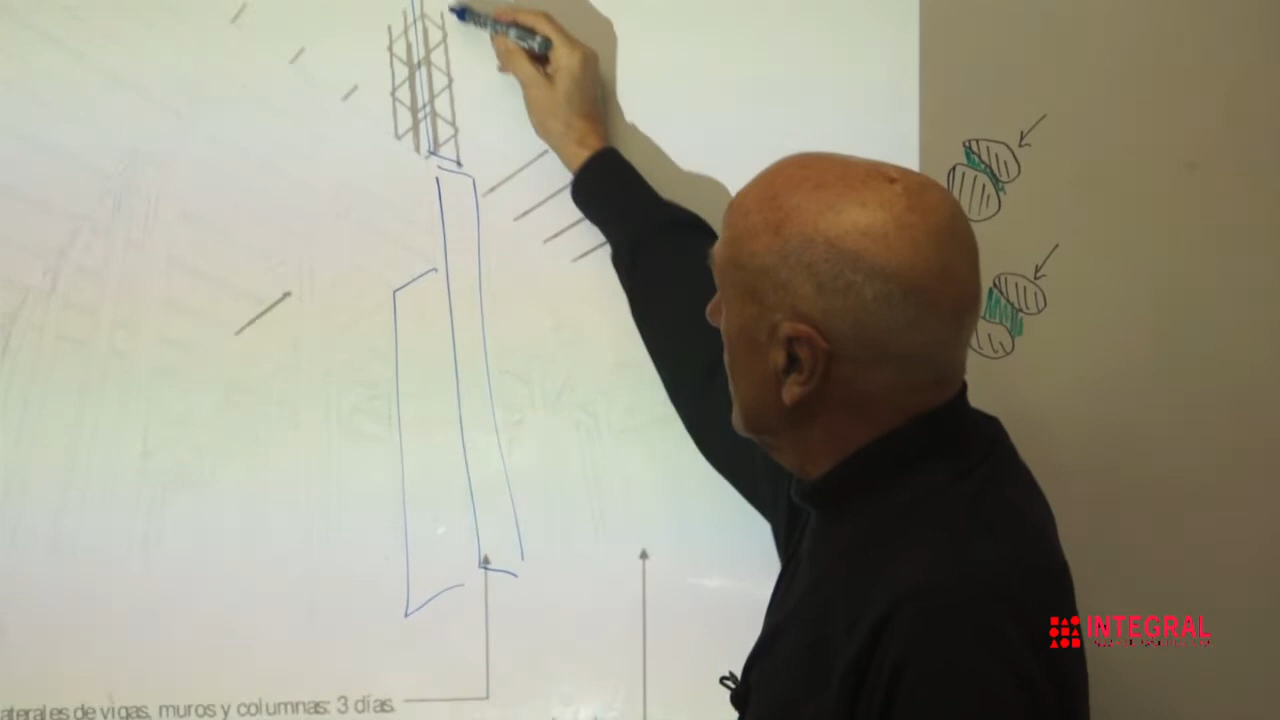 aterales de vigas, muros y columnas: 3 días.
INTEGRAL